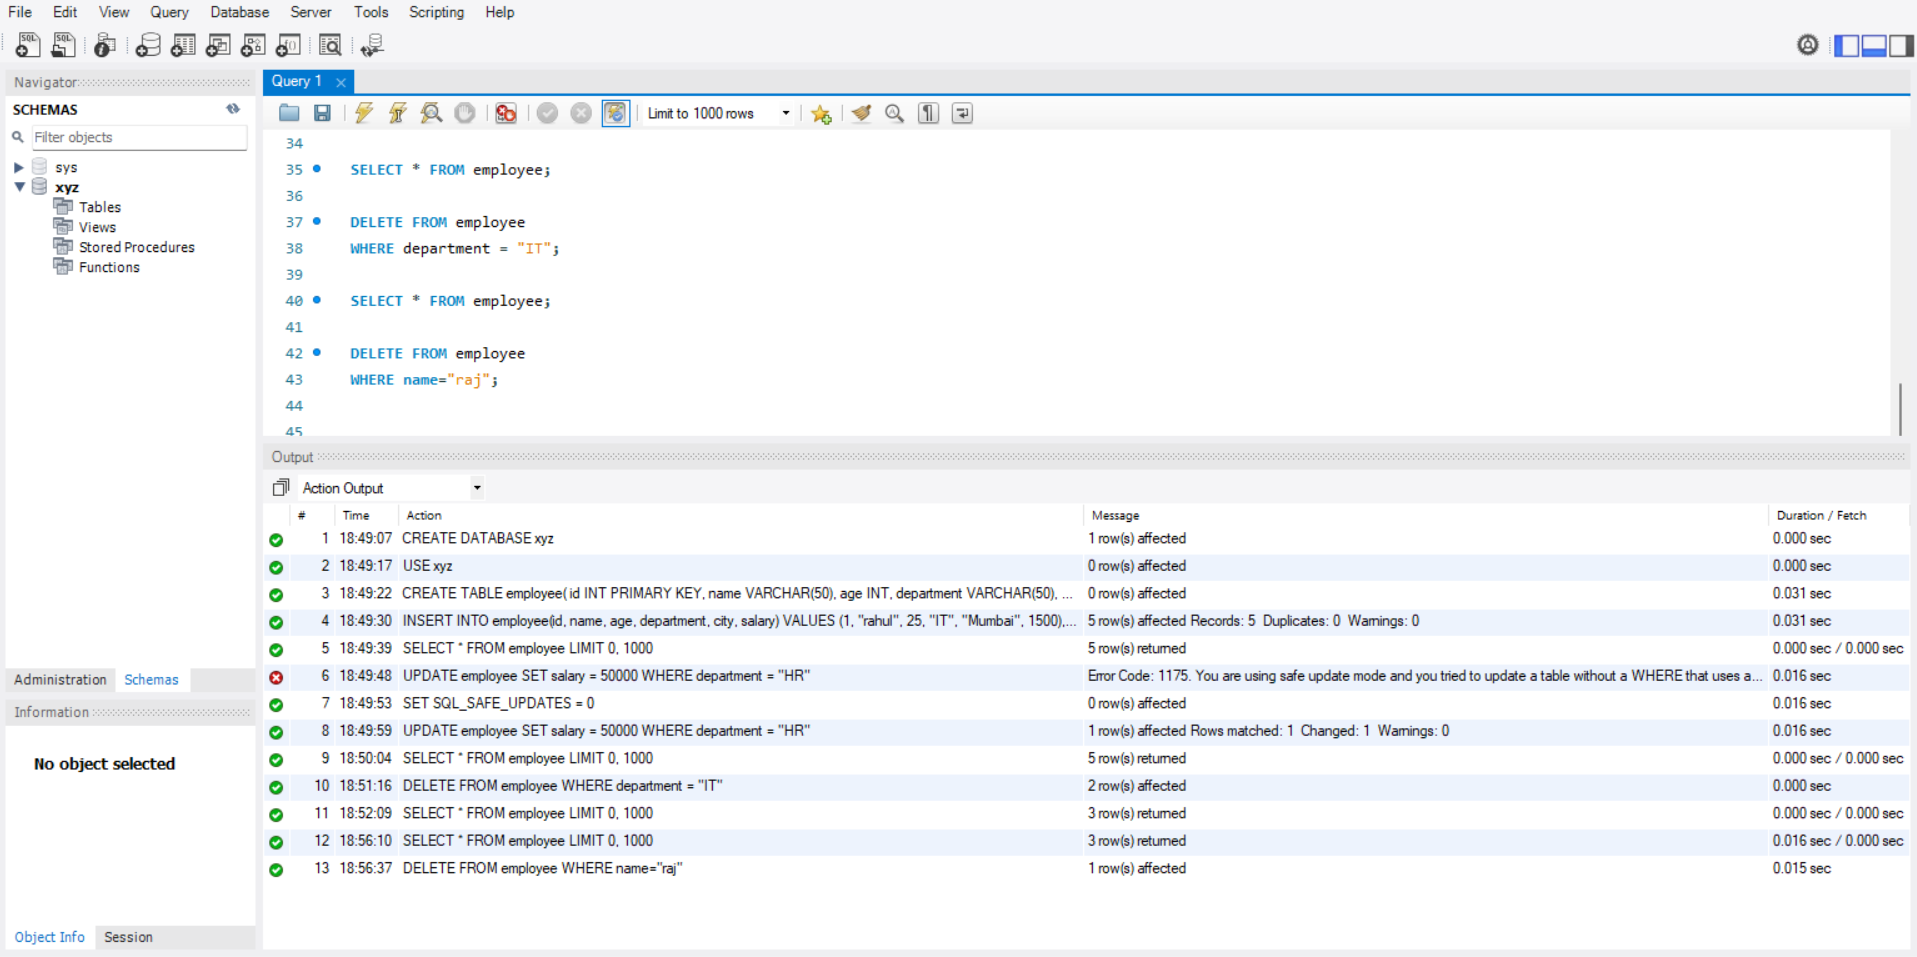 File Edit View Query Database Server Tools Scripting Help
Navigator
SCHEMAS
Filter objects
sys
xyz
Tables
Views
Stored Procedures
Functions
Administration Schemas
Information
No object selected
Object Info Session
Query 1
Limit to 1000 rows
34
35 SELECT * FROM employee;
36
37 DELETE FROM employee
38 WHERE department = "IT";
39
40 SELECT * FROM employee;
41
42 DELETE FROM employee
43 WHERE name="raj";
44
45
Output
Action Output
# Time Action Message Duration / Fetch
1 18:49:07 CREATE DATABASE xyz 1 row(s) affected 0.000 sec
2 18:49:17 USE xyz 0 row(s) affected 0.000 sec
3 18:49:22 CREATE TABLE employee( id INT PRIMARY KEY, name VARCHAR(50), age INT, department VARCHAR(50), ... 0 row(s) affected 0.031 sec
4 18:49:30 INSERT INTO employee(id, name, age, department, city, salary) VALUES (1, "rahul", 25, "IT", "Mumbai", 1500),... 5 row(s) affected Records: 5 Duplicates: 0 Warnings: 0 0.031 sec
5 18:49:39 SELECT * FROM employee LIMIT 0, 1000 5 row(s) returned 0.000 sec / 0.000 sec
6 18:49:48 UPDATE employee SET salary = 50000 WHERE department = "HR" Error Code: 1175. You are using safe update mode and you tried to update a table without a WHERE that uses a... 0.016 sec
7 18:49:53 SET SQL_SAFE_UPDATES = 0 0 row(s) affected 0.016 sec
8 18:49:59 UPDATE employee SET salary = 50000 WHERE department = "HR" 1 row(s) affected Rows matched: 1 Changed: 1 Warnings: 0 0.016 sec
9 18:50:04 SELECT * FROM employee LIMIT 0, 1000 5 row(s) returned 0.000 sec / 0.000 sec
10 18:51:16 DELETE FROM employee WHERE department = "IT" 2 row(s) affected 0.000 sec
11 18:52:09 SELECT * FROM employee LIMIT 0, 1000 3 row(s) returned 0.000 sec / 0.000 sec
12 18:56:10 SELECT * FROM employee LIMIT 0, 1000 3 row(s) returned 0.016 sec / 0.000 sec
13 18:56:37 DELETE FROM employee WHERE name="raj" 1 row(s) affected 0.015 sec